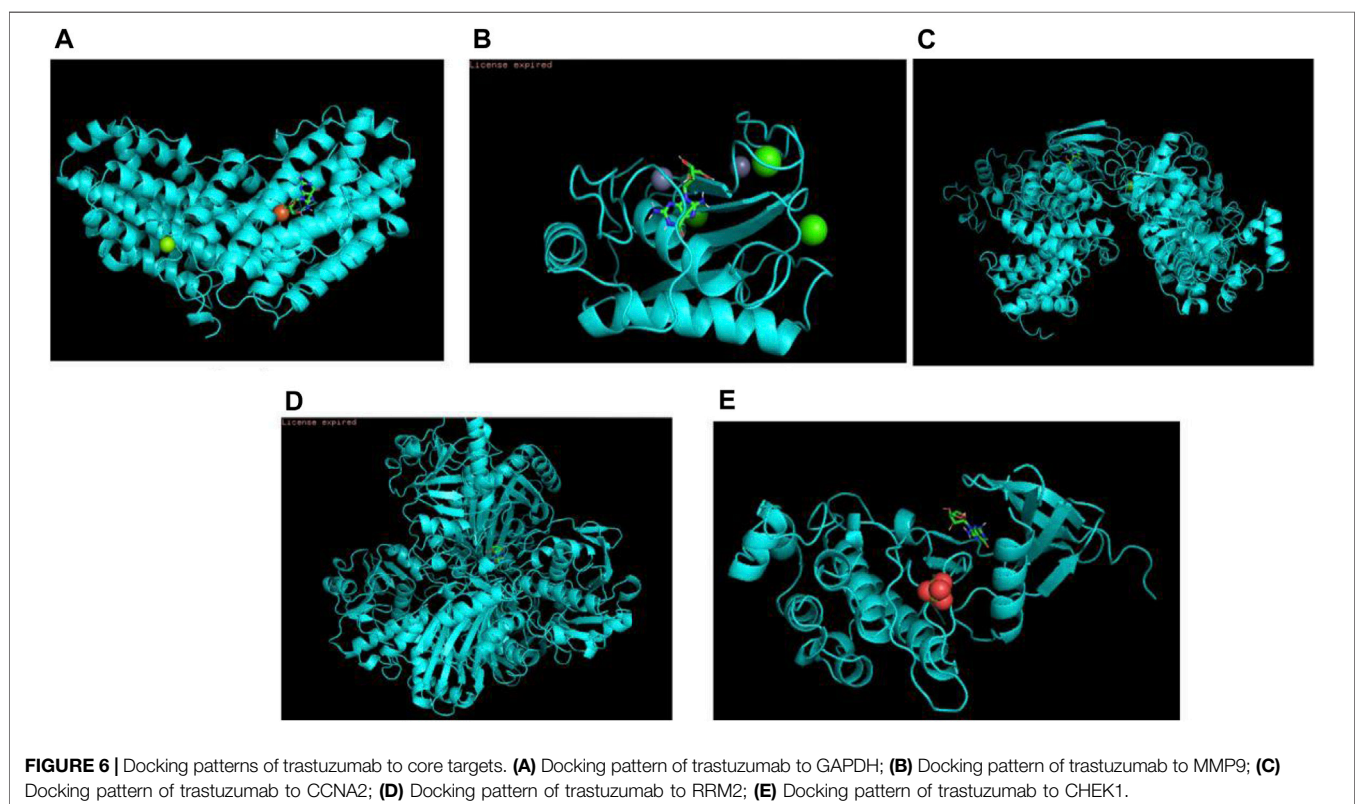 A
B
C
License expired
D
E
License expired
FIGURE 6 | Docking patterns of trastuzumab to core targets. (A) Docking pattern of trastuzumab to GAPDH; (B) Docking pattern of trastuzumab to MMP9; (C)
Docking pattern of trastuzumab to CCNA2; (D) Docking pattern of trastuzumab to RRM2; (E) Docking pattern of trastuzumab to CHEK1.